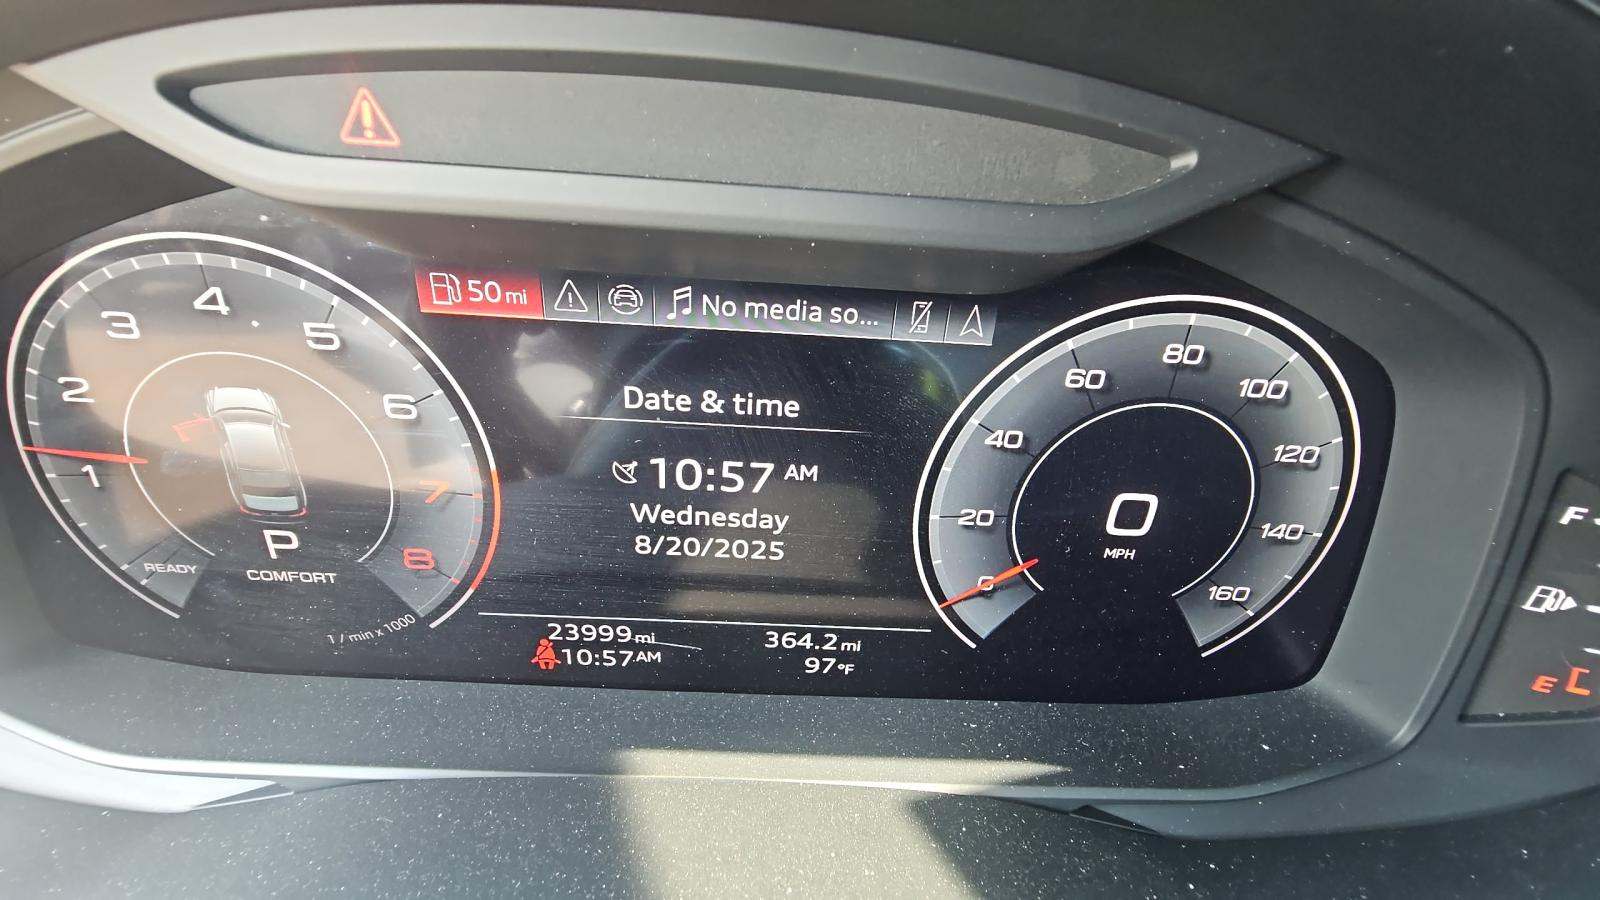 50 mi
No media so...
Date & time
10:57 AM
Wednesday
8/20/2025
1
2
3
4
5
6
7
8
READY
P
COMFORT
1 / min x 1000
0
20
40
60
80
100
120
140
160
0
MPH
23999 mi
10:57 AM
364.2 mi
97 °F
F
E